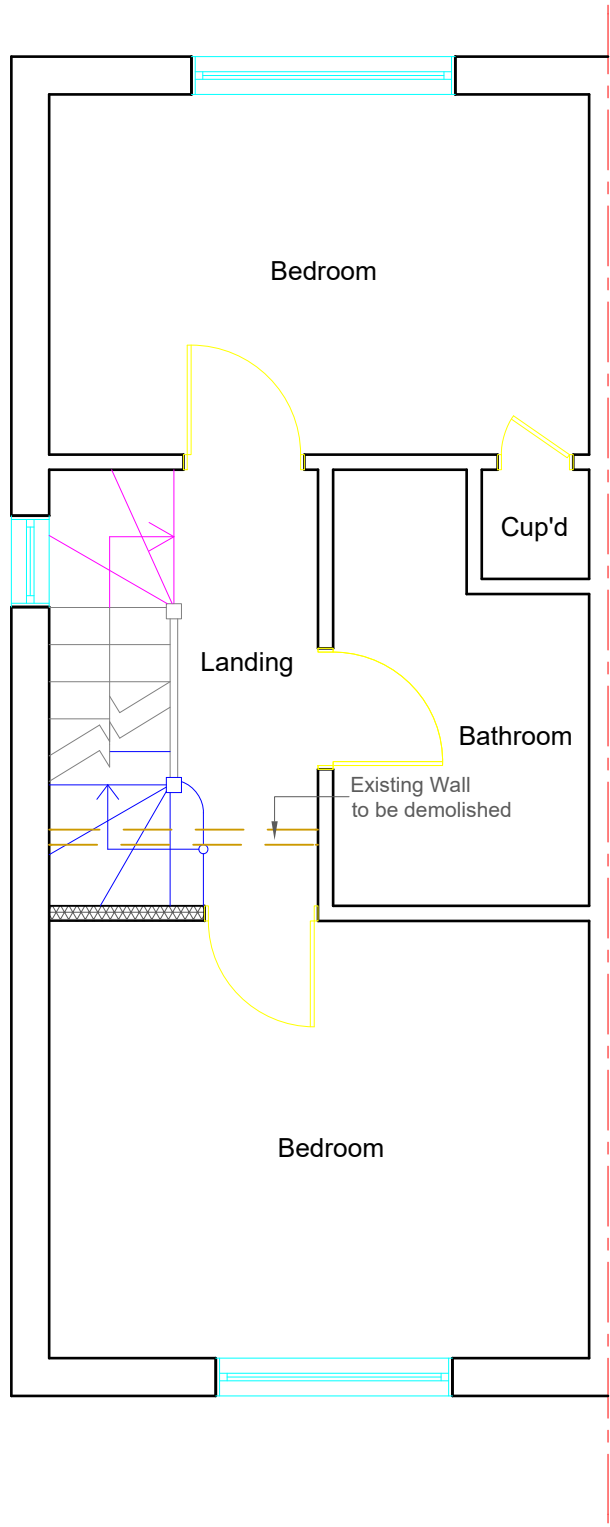 Bedroom
Cup'd
Landing
Bathroom
Existing Wall
to be demolished
Bedroom